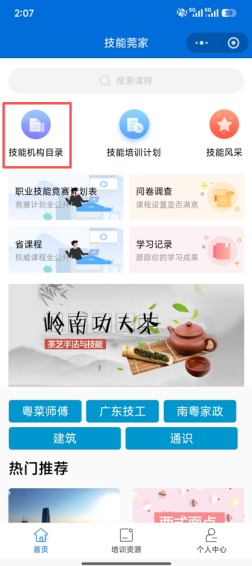 2:07
技能莞家
搜索课程
技能机构目录
技能培训计划
技能风采
职业技能竞赛计划表
竞赛计划全公开
问卷调查
课程设置是否满意
省课程
权威课程全公开
学习记录
跟踪你的学习成果
岭南功夫茶
茶艺手法与技能
粤菜师傅
广东技工
南粤家政
建筑
通识
热门推荐
西式面点
首页
培训资源
个人中心